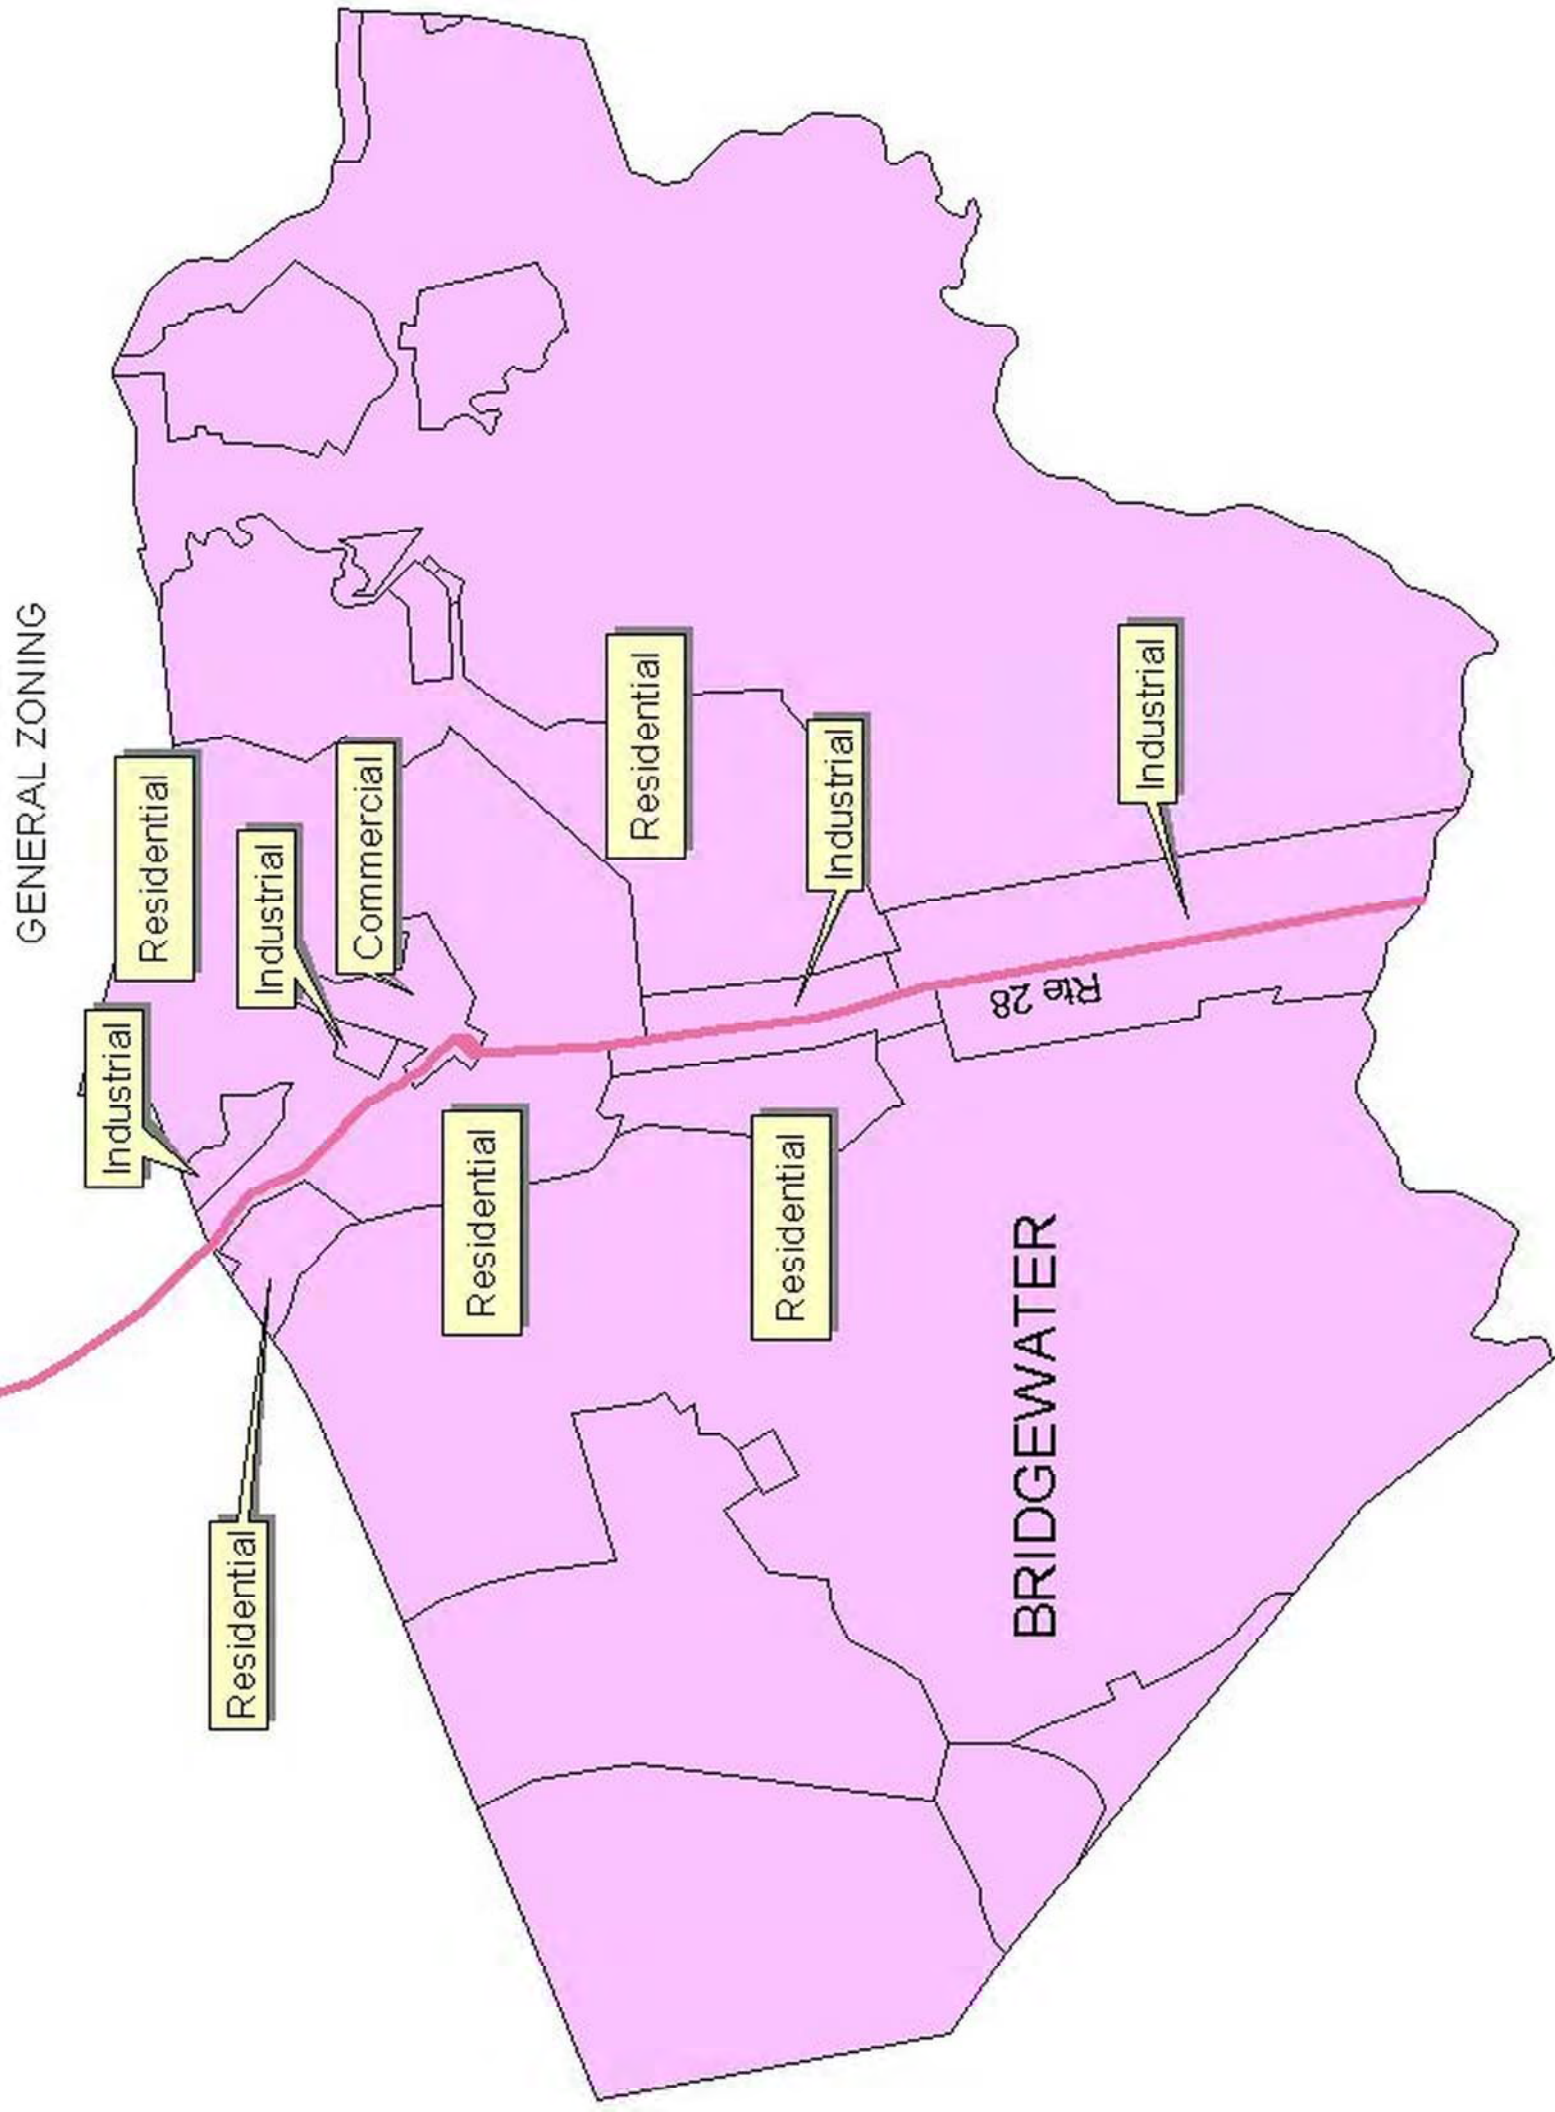 GENERAL ZONING
Residential
Industrial
Industrial
Commercial
Residential
Residential
Residential
Industrial
Residential
Industrial
Rte 28
BRIDGEWATER